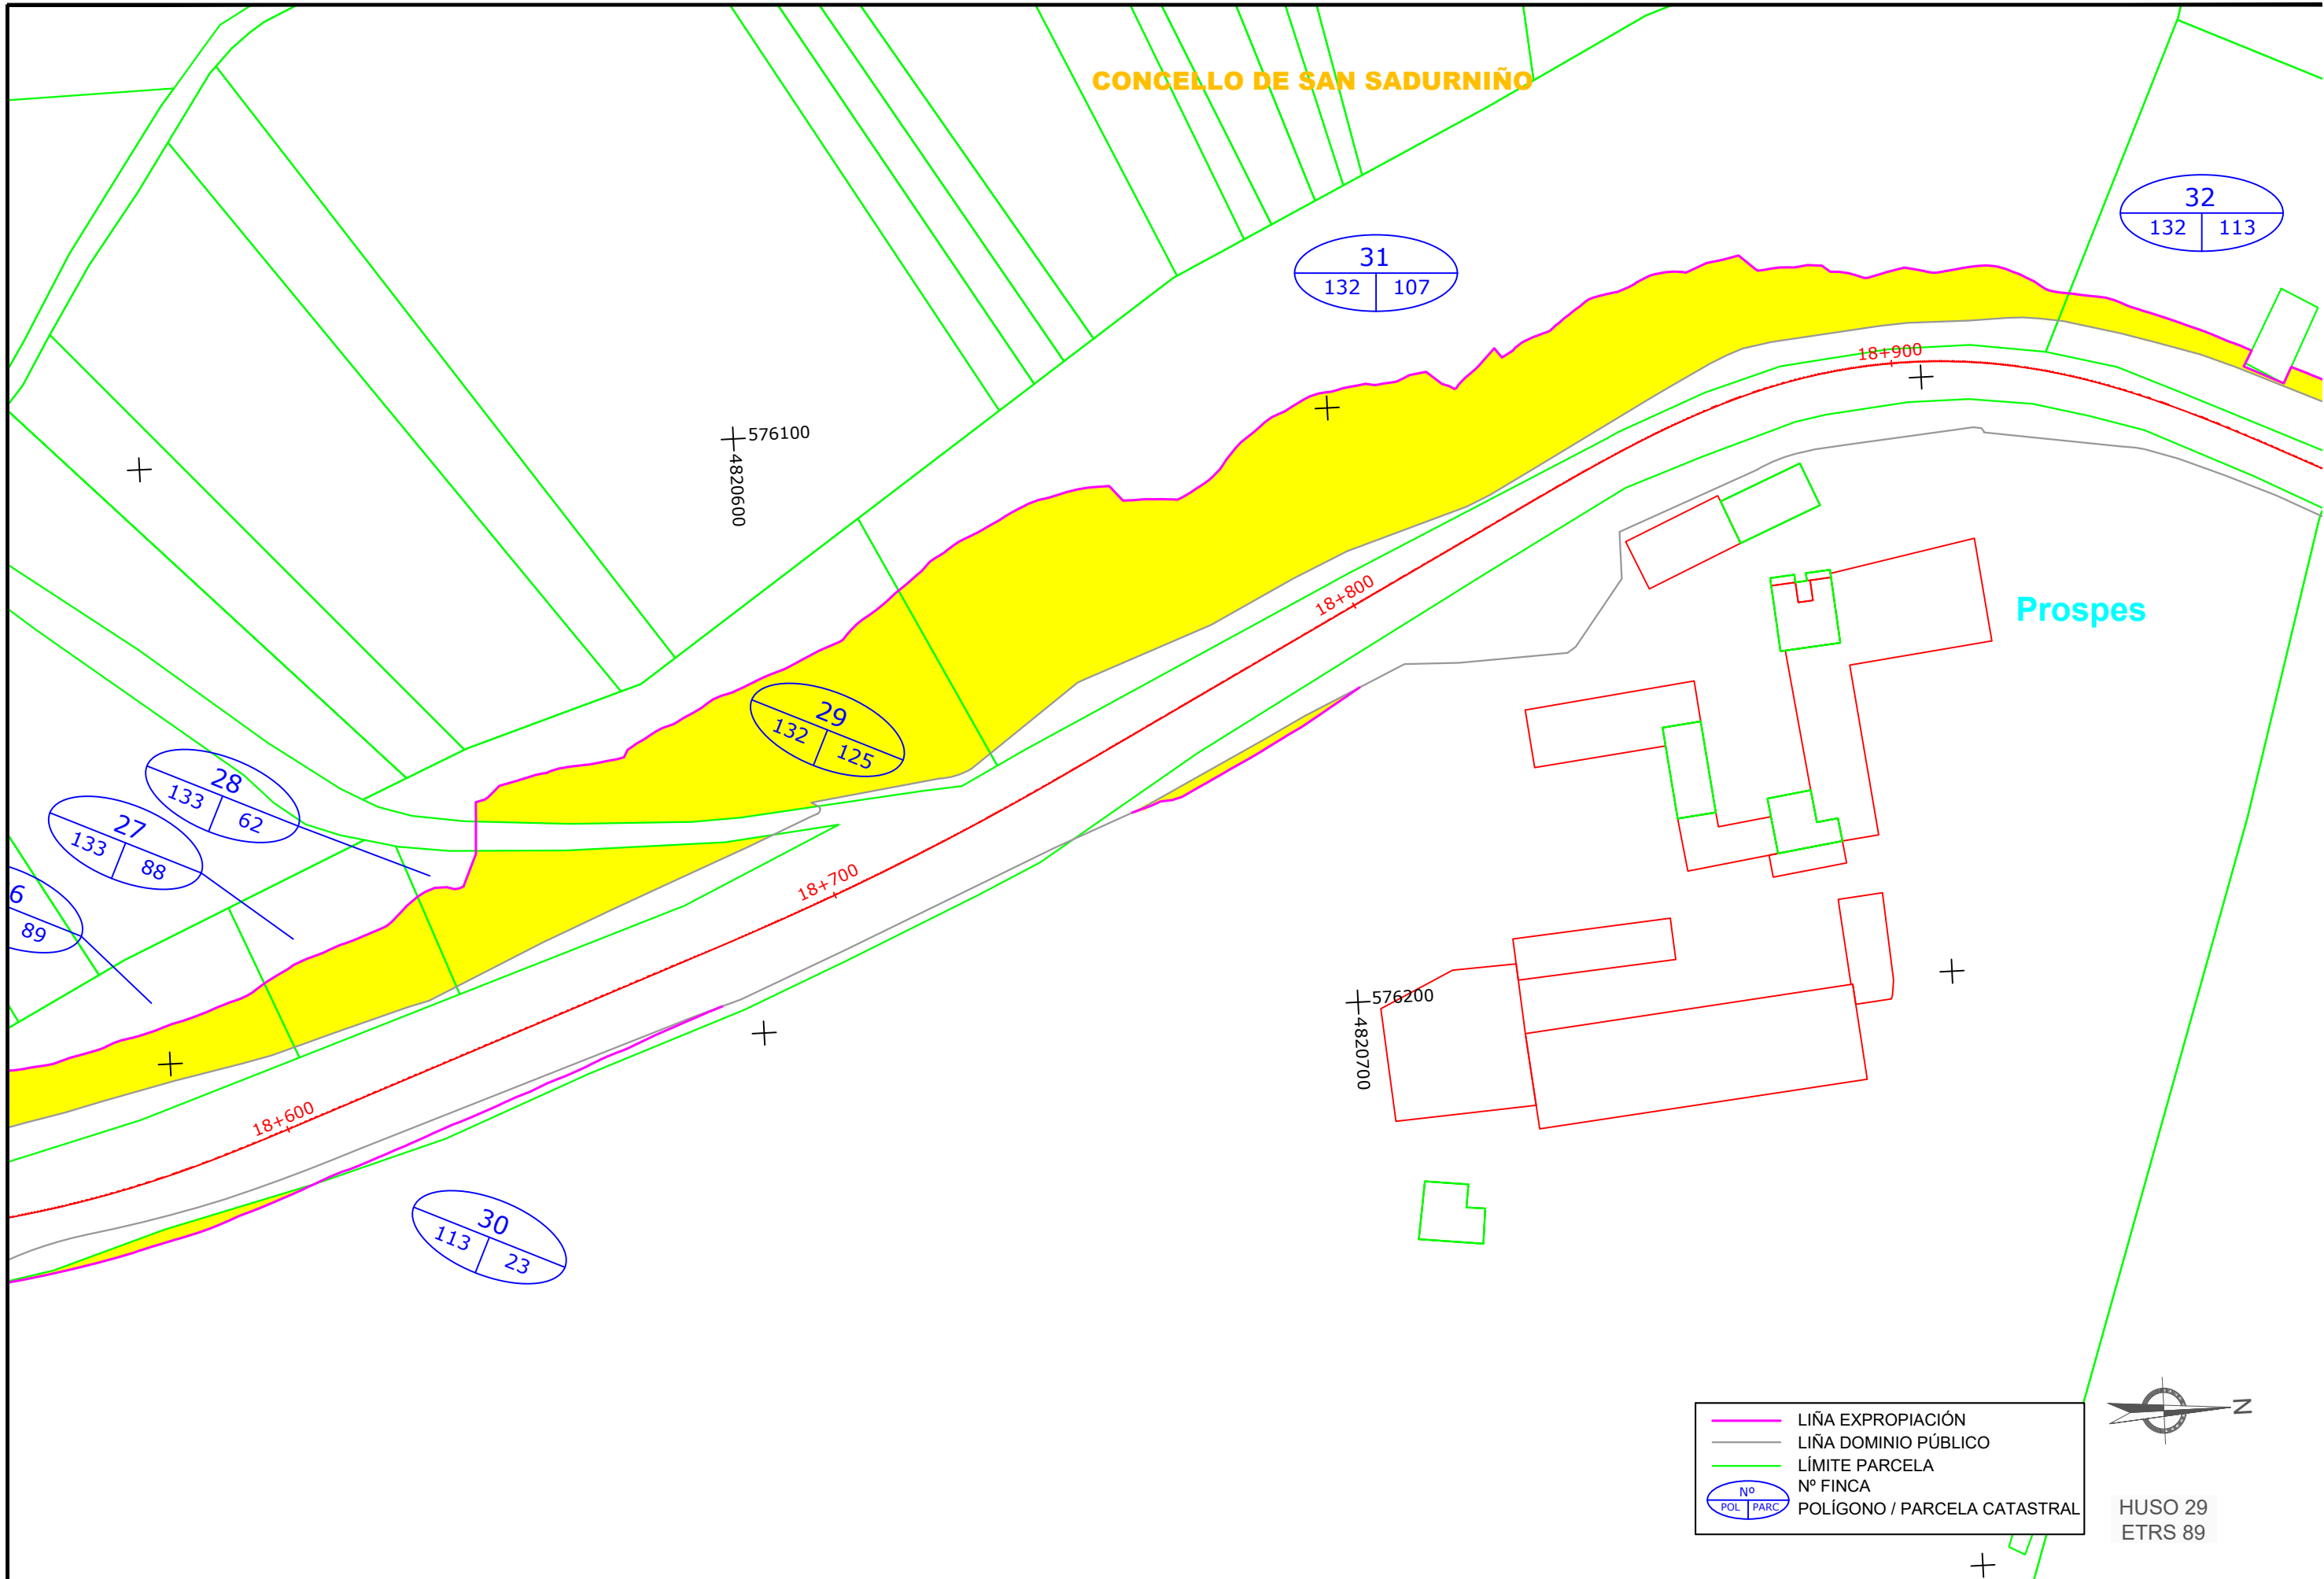 CONCELLO DE SAN SADURNIÑO
32
132 113
31
132 107
18+900
576100
4820600
18+800
Prospes
29
132 125
28
133 62
27
133 88
6
89
18+700
576200
4820700
18+600
30
113 23
LIÑA EXPROPIACIÓN
LIÑA DOMINIO PÚBLICO
LÍMITE PARCELA
Nº FINCA
POLÍGONO / PARCELA CATASTRAL
Nº
POL PARC
N
HUSO 29
ETRS 89